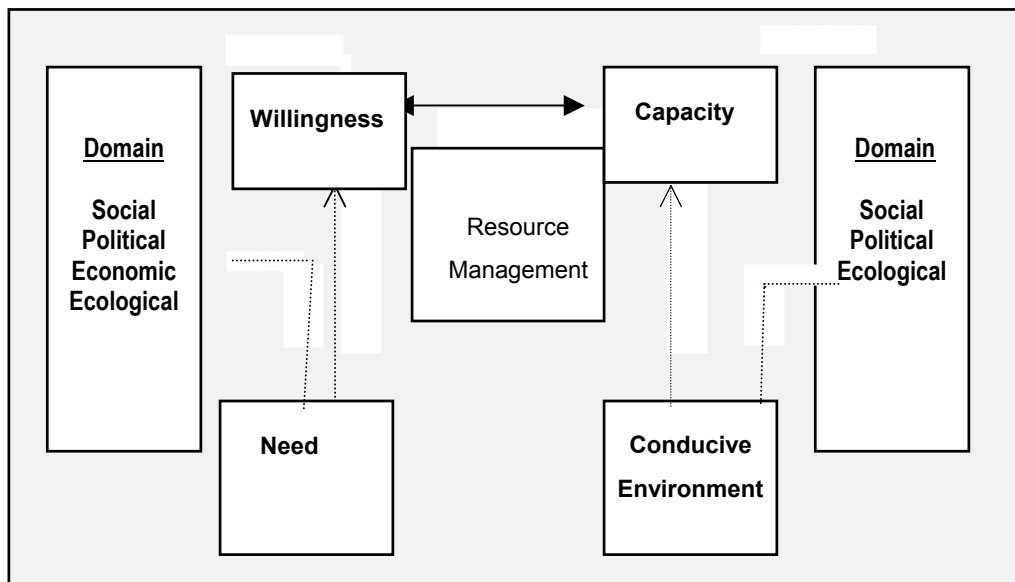 Domain
Social
Political
Economic
Ecological
Willingness
Resource
Management
Capacity
Domain
Social
Political
Ecological
Need
Conducive
Environment